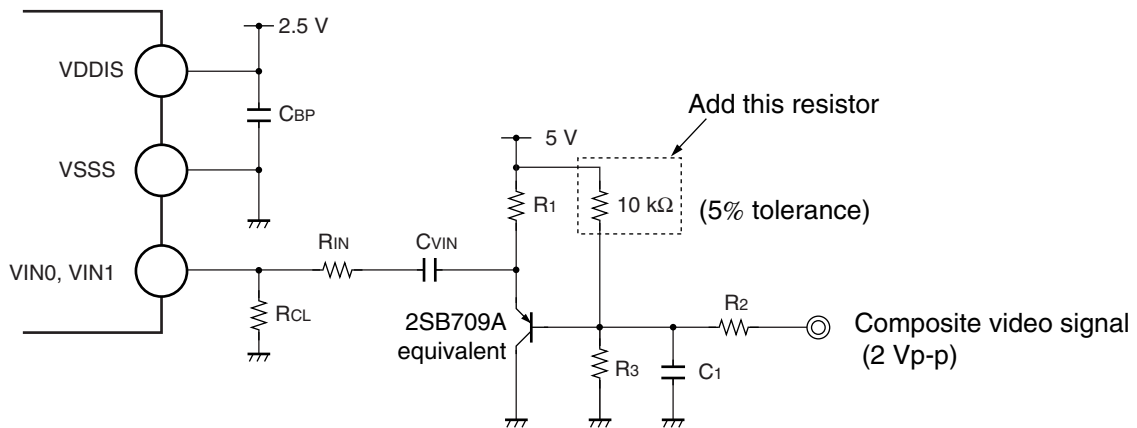 2.5 V
VDDIS
CBP
VSSS
VIN0, VIN1
RCL
RIN
CVIN
Add this resistor
5 V
R1
10 kΩ
(5% tolerance)
2SB709A
equivalent
R3
C1
R2
Composite video signal
(2 Vp-p)